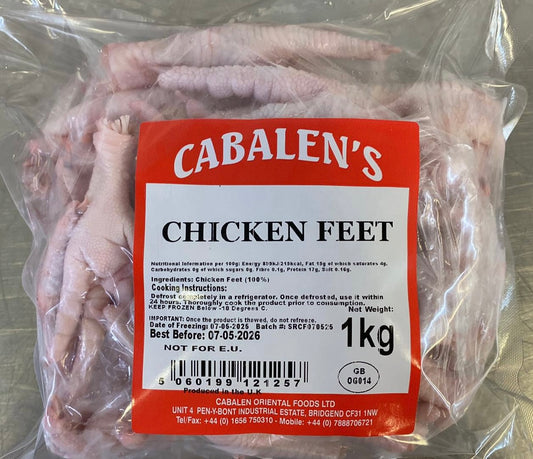 CABALEN'S
CHICKEN FEET
Nutritional Information per 100g: Energy 899kJ/215kcal, Fat 15g of which saturates 4g,
Carbohydrates 0g of which sugars 0g, Fibre 0.1g, Protein 17g, Salt 0.16g.
Ingredients: Chicken Feet (100%)
Cooking Instructions:
Defrost completely in a refrigerator. Once defrosted, use it within
24 hours. Thoroughly cook the product prior to consumption.
KEEP FROZEN Below -18 Degrees C.
Net Weight:
IMPORTANT: Once the product is thawed, do not refreeze.
Date of Freezing: 07-05-2025 Batch #: SRCF070525
1kg
Best Before: 07-05-2026
NOT FOR E.U.
5 060199 121257
GB
OG014
Produced in the U.K
CABALEN ORIENTAL FOODS LTD
UNIT 4 PEN-Y-BONT INDUSTRIAL ESTATE, BRIDGEND CF31 1NW
Tel/Fax: +44 (0) 1656 750310 - Mobile: +44 (0) 7888706721